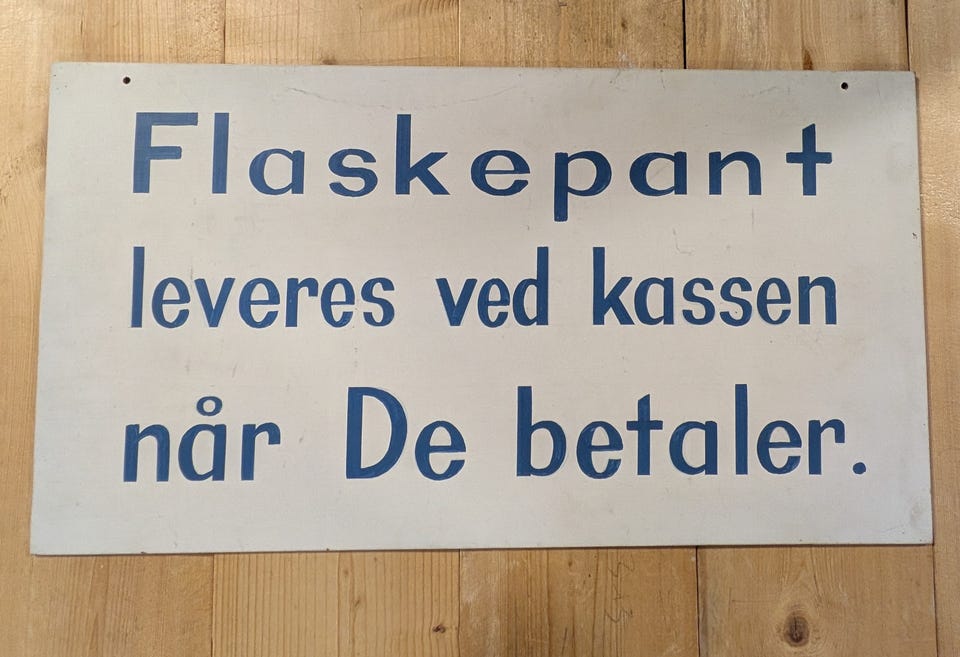 Flaskepant
leveres ved kassen
når De betaler.